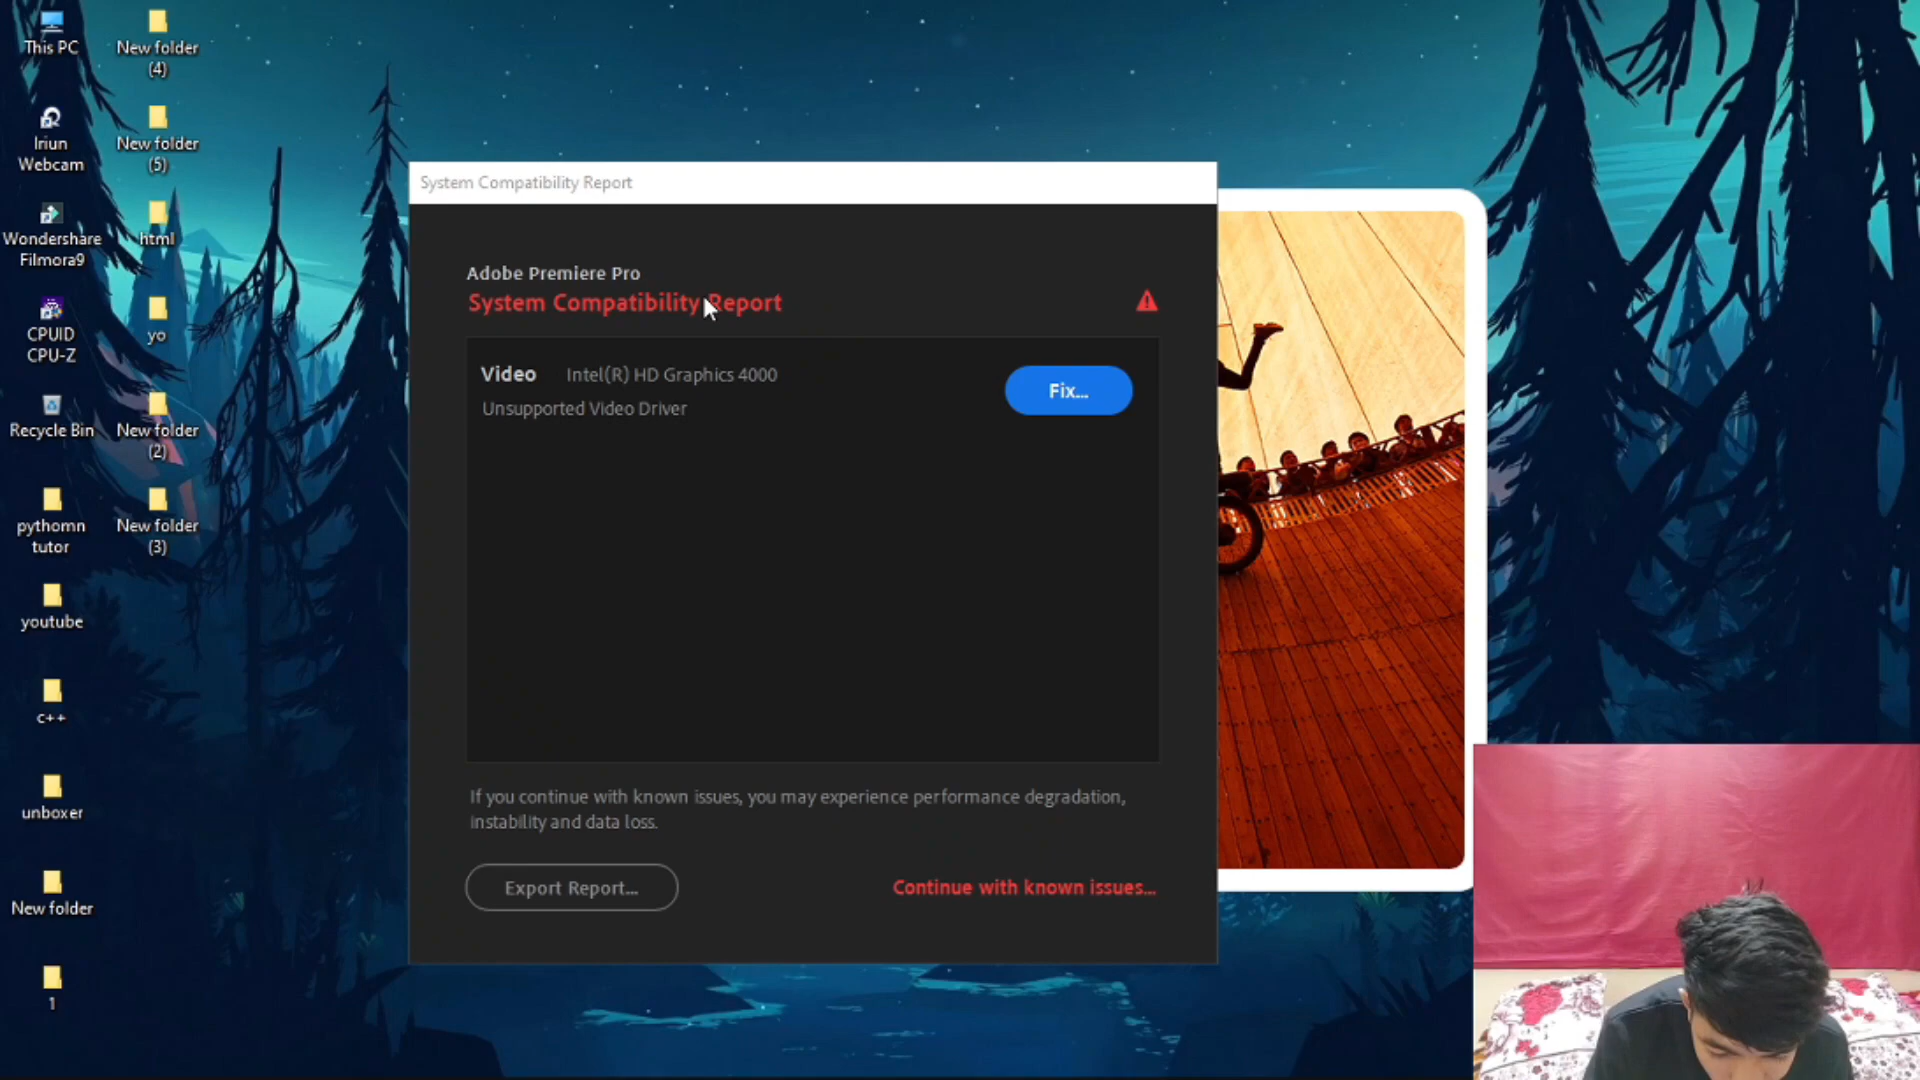 This PC
New folder
(4)
Iriun
Webcam
New folder
(5)
Wondershare
Filmora9
html
CPUID
CPU-Z
yo
Recycle Bin
New folder
(2)
pythomn
tutor
New folder
(3)
youtube
c++
unboxer
New folder
1
System Compatibility Report
Adobe Premiere Pro
System Compatibility Report
Video Intel(R) HD Graphics 4000
Unsupported Video Driver
Fix...
If you continue with known issues, you may experience performance degradation,
instability and data loss.
Export Report...
Continue with known issues...